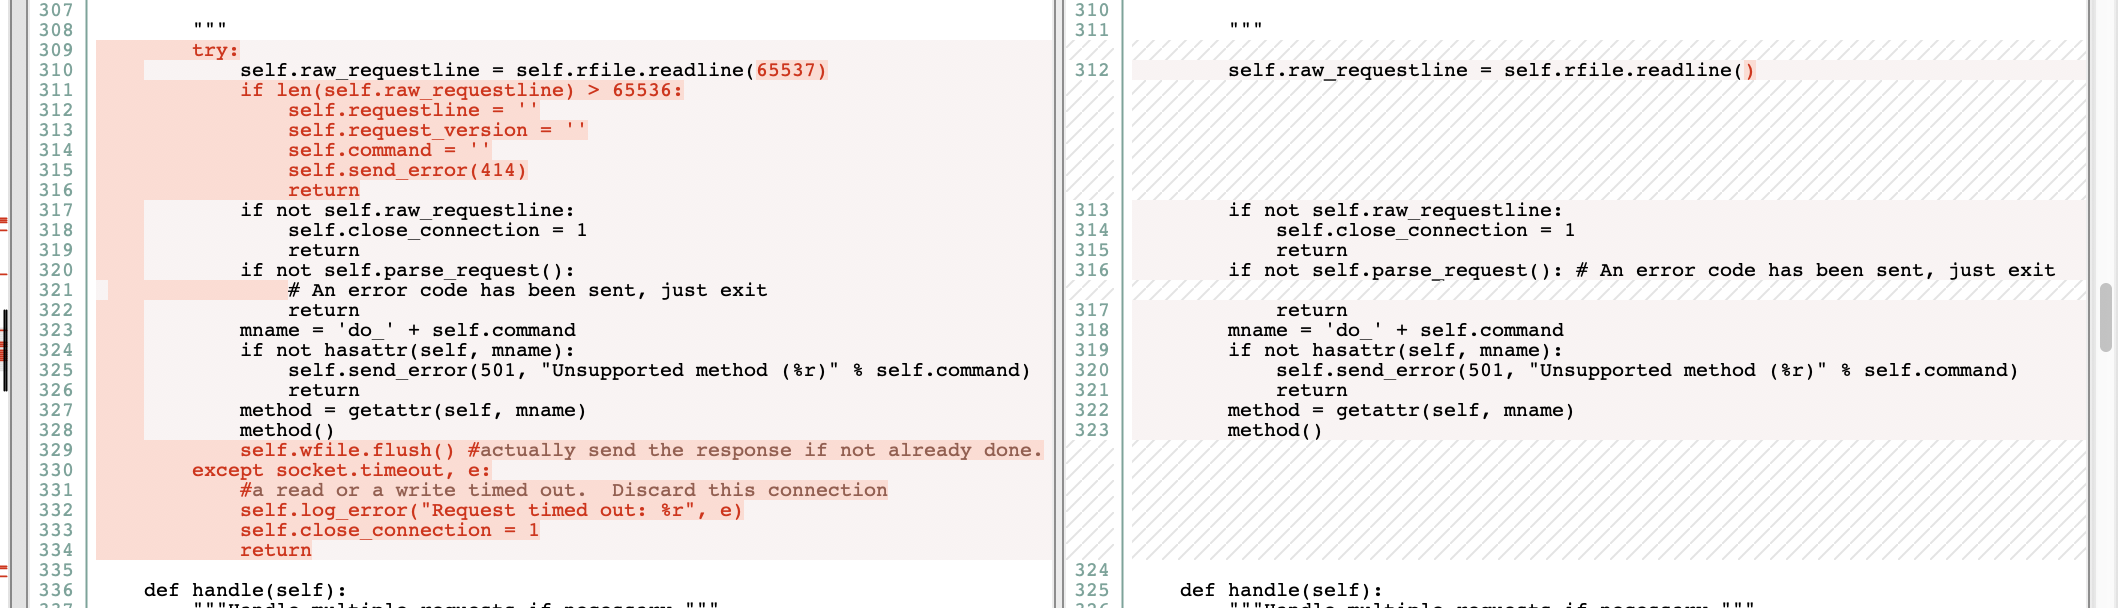 307
308         """
309         try:
310             self.raw_requestline = self.rfile.readline(65537)
311             if len(self.raw_requestline) > 65536:
312                 self.requestline = ''
313                 self.request_version = ''
314                 self.command = ''
315                 self.send_error(414)
316                 return
317             if not self.raw_requestline:
318                 self.close_connection = 1
319                 return
320             if not self.parse_request():
321                 # An error code has been sent, just exit
322                 return
323             mname = 'do_' + self.command
324             if not hasattr(self, mname):
325                 self.send_error(501, "Unsupported method (%r)" % self.command)
326                 return
327             method = getattr(self, mname)
328             method()
329             self.wfile.flush() #actually send the response if not already done.
330         except socket.timeout, e:
331             #a read or a write timed out.  Discard this connection
332             self.log_error("Request timed out: %r", e)
333             self.close_connection = 1
334             return
335
336     def handle(self):
337         """Handle multiple requests if necessary."""
310
311         """
312         self.raw_requestline = self.rfile.readline()
313         if not self.raw_requestline:
314             self.close_connection = 1
315             return
316         if not self.parse_request(): # An error code has been sent, just exit
317             return
318         mname = 'do_' + self.command
319         if not hasattr(self, mname):
320             self.send_error(501, "Unsupported method (%r)" % self.command)
321             return
322         method = getattr(self, mname)
323         method()
324
325     def handle(self):
326         """Handle multiple requests if necessary."""